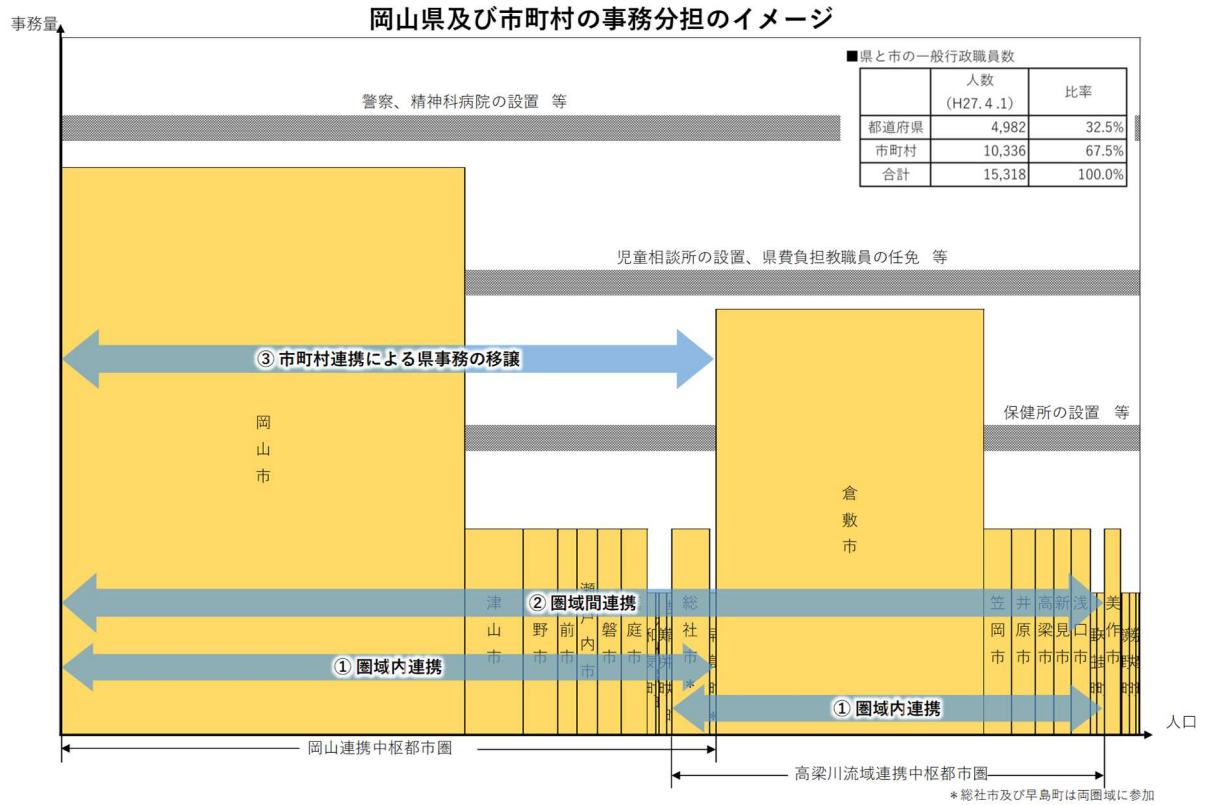 岡山県及び市町村の事務分担のイメージ
事務量
■県と市の一般行政職員数
人数
(H27.4.1)
比率
都道府県 4,982 32.5%
市町村 10,336 67.5%
合計 15,318 100.0%
警察、精神科病院の設置 等
児童相談所の設置、県費負担教職員の任免 等
③ 市町村連携による県事務の移譲
保健所の設置 等
岡山市
倉敷市
② 圏域間連携
津山市
野市
前市
瀬戸内市
磐市
庭市
総社市*
笠岡市
井原市
高梁市
新見市
浅口市
美作市
① 圏域内連携
① 圏域内連携
人口
岡山連携中枢都市圏
高梁川流域連携中枢都市圏
*総社市及び早島町は両圏域に参加